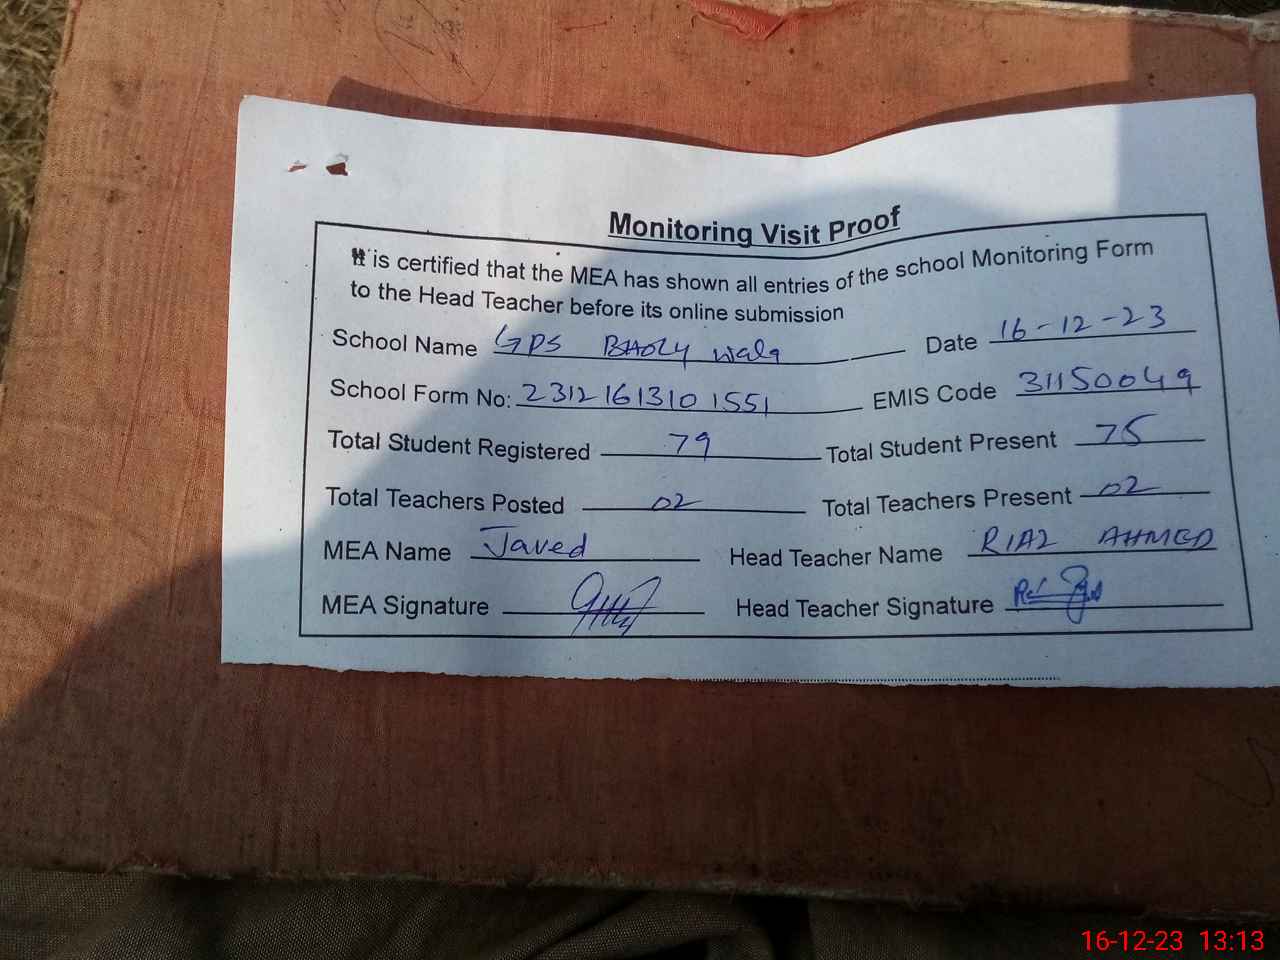 Monitoring Visit Proof
It is certified that the MEA has shown all entries of the school Monitoring Form
to the Head Teacher before its online submission
School Name GPS BHOLY wala Date 16-12-23
School Form No: 2312161310 1551 EMIS Code 31150049
Total Student Registered 79 Total Student Present 75
Total Teachers Posted 02 Total Teachers Present 02
MEA Name Javed Head Teacher Name RIAZ AHMED
MEA Signature Head Teacher Signature
16-12-23 13:13